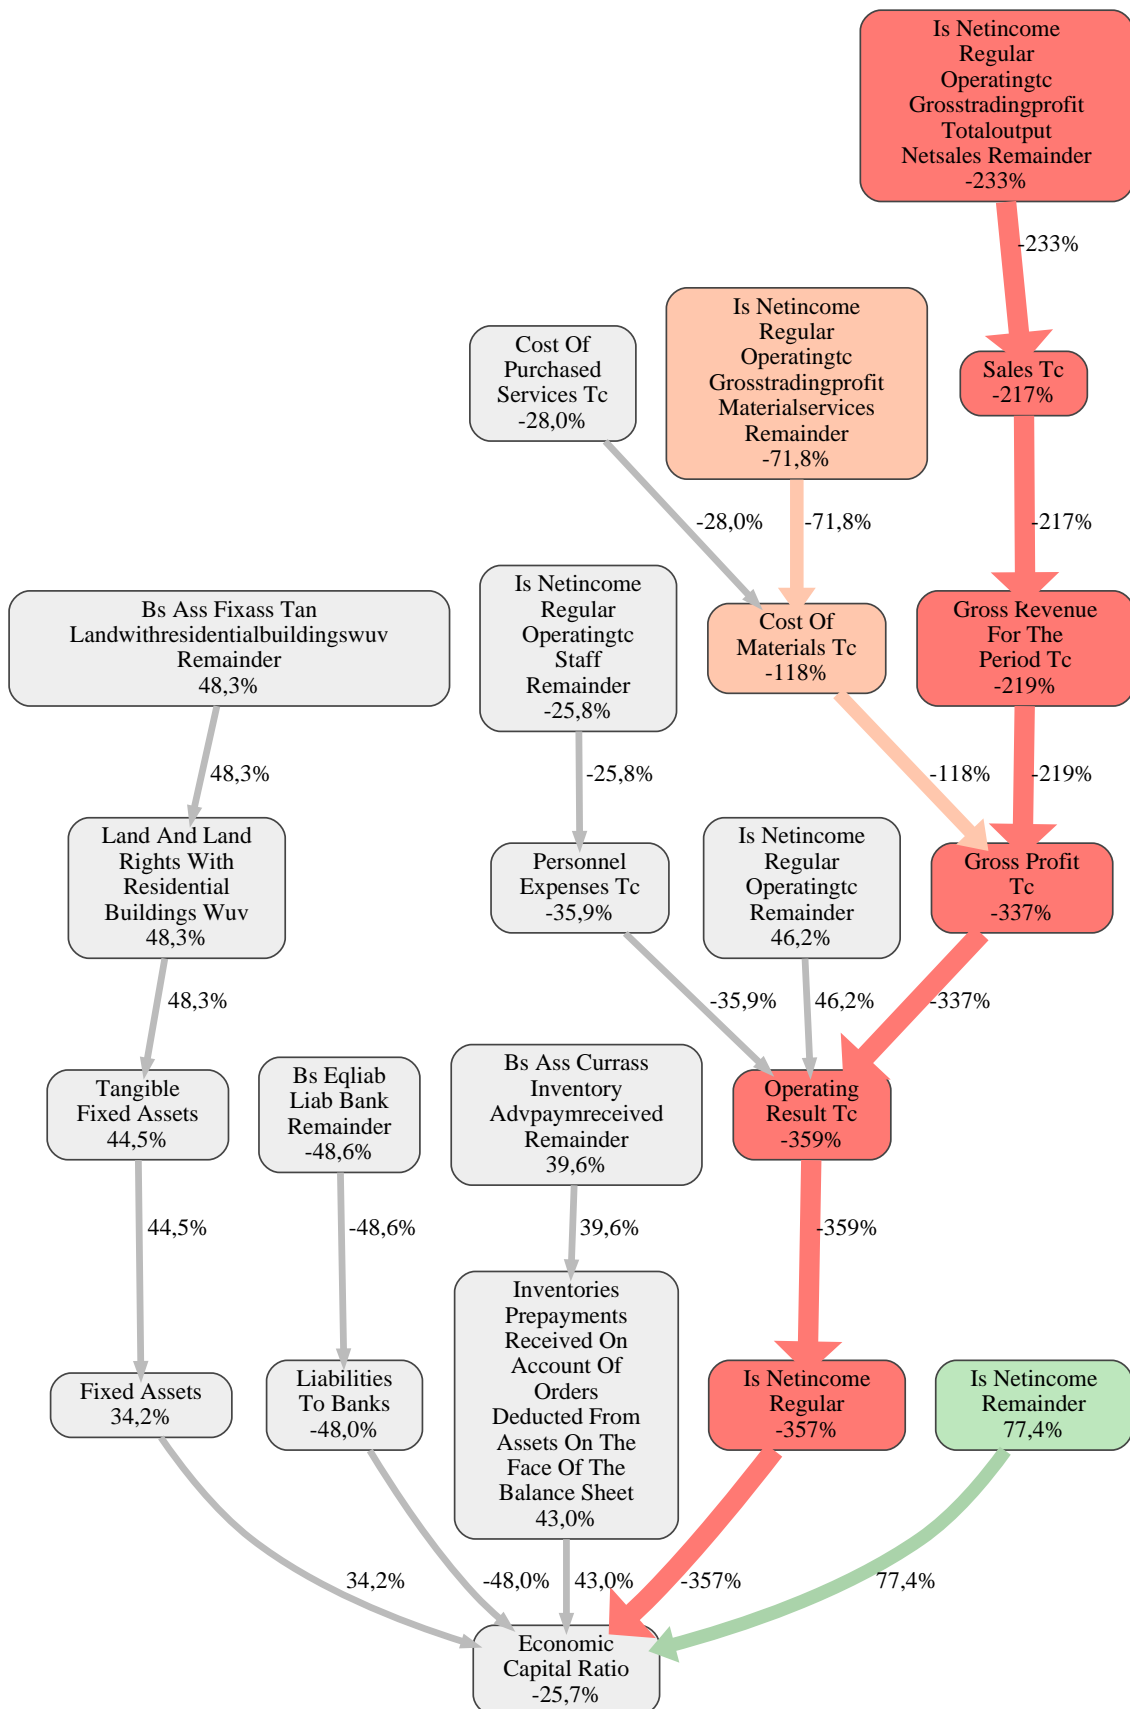 Is Netincome
Regular
Operatingtc
Grosstradingprofit
Totaloutput
Netsales Remainder
-233%
-233%
Is Netincome
Regular
Operatingtc
Grosstradingprofit
Materialservices
Remainder
-71,8%
Cost Of
Purchased
Services Tc
-28,0%
Sales Tc
-217%
-28,0%
-71,8%
-217%
Is Netincome
Regular
Operatingtc
Staff
Remainder
-25,8%
Bs Ass Fixass Tan
Landwithresidentialbuildingswuv
Remainder
48,3%
Cost Of
Materials Tc
-118%
Gross Revenue
For The
Period Tc
-219%
48,3%
-25,8%
-118%
-219%
Land And Land
Rights With
Residential
Buildings Wuv
48,3%
Personnel
Expenses Tc
-35,9%
Is Netincome
Regular
Operatingtc
Remainder
46,2%
Gross Profit
Tc
-337%
48,3%
-35,9%
46,2%
-337%
Tangible
Fixed Assets
44,5%
Bs Eqliab
Liab Bank
Remainder
-48,6%
Bs Ass Currass
Inventory
Advpaymreceived
Remainder
39,6%
Operating
Result Tc
-359%
44,5%
-48,6%
39,6%
-359%
Fixed Assets
34,2%
Liabilities
To Banks
-48,0%
Inventories
Prepayments
Received On
Account Of
Orders
Deducted From
Assets On The
Face Of The
Balance Sheet
43,0%
Is Netincome
Regular
-357%
Is Netincome
Remainder
77,4%
34,2%
-48,0%
43,0%
-357%
77,4%
Economic
Capital Ratio
-25,7%